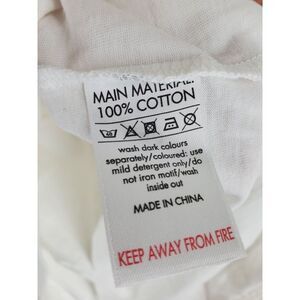 MAIN MATERIAL:
100% COTTON
wash dark colours
separately/coloured: use
mild detergent only/do
not iron motif/wash
inside out
MADE IN CHINA
KEEP AWAY FROM FIRE